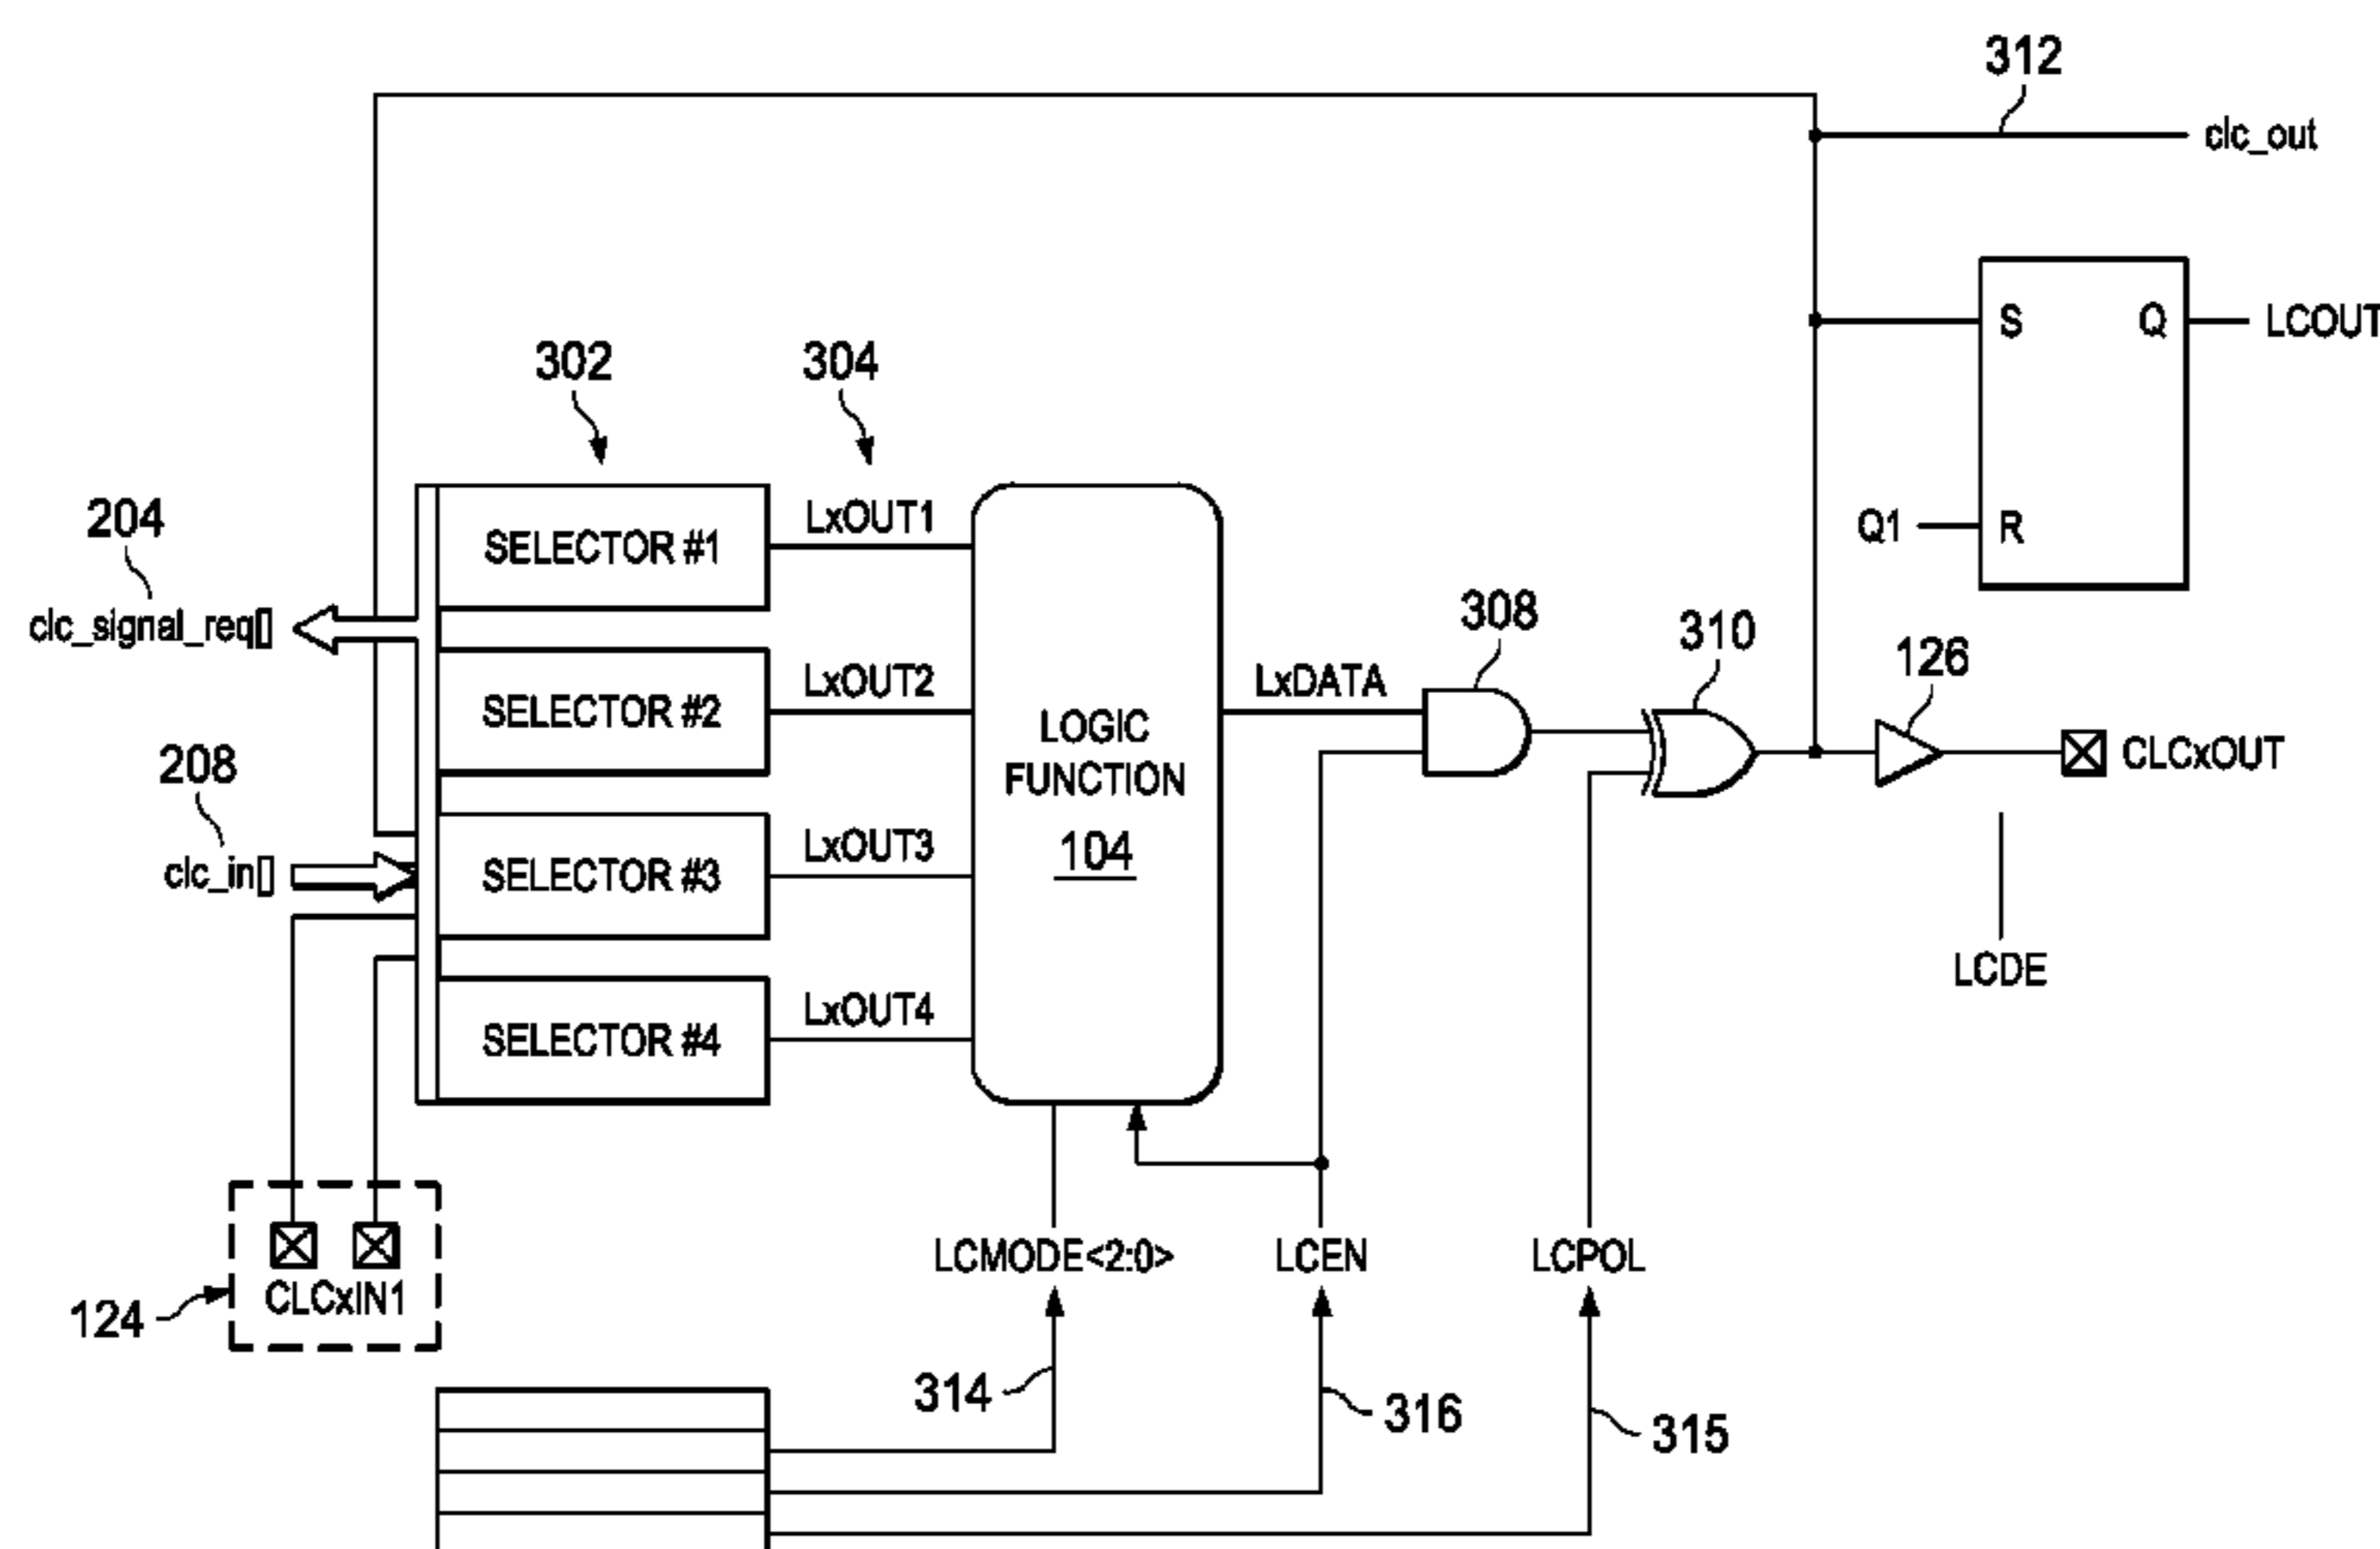 312
clc_out
S
Q
LCOUT
302
304
204
SELECTOR #1
LxOUT1
Q1
R
308
310
clc_signal_req[]
126
SELECTOR #2
LxOUT2
LxDATA
LOGIC
FUNCTION
104
CLCxOUT
208
clc_in[]
SELECTOR #3
LxOUT3
LCDE
SELECTOR #4
LxOUT4
LCMODE<2:0>
LCEN
LCPOL
CLCxIN1
124
314
316
315